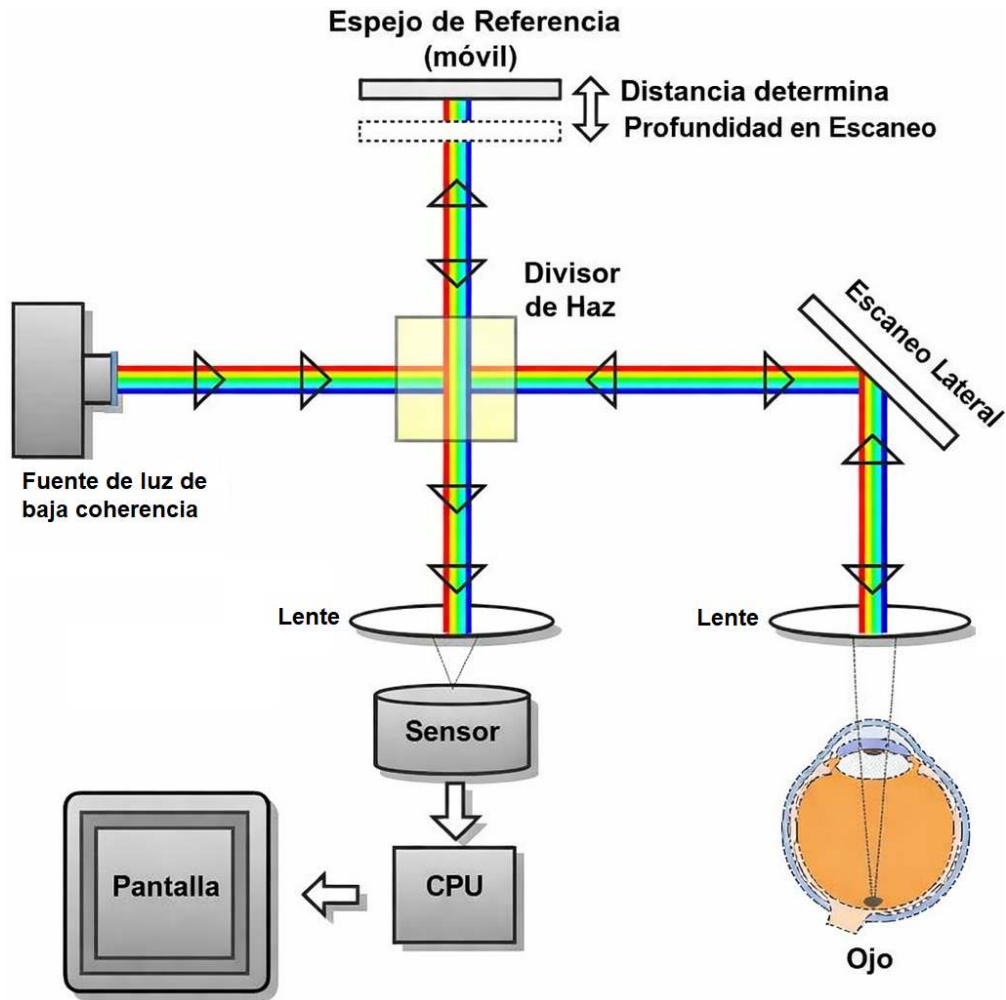 Espejo de Referencia
(móvil)
Distancia determina
Profundidad en Escaneo
Divisor
de Haz
Escaneo Lateral
Fuente de luz de
baja coherencia
Lente
Lente
Sensor
CPU
Pantalla
Ojo